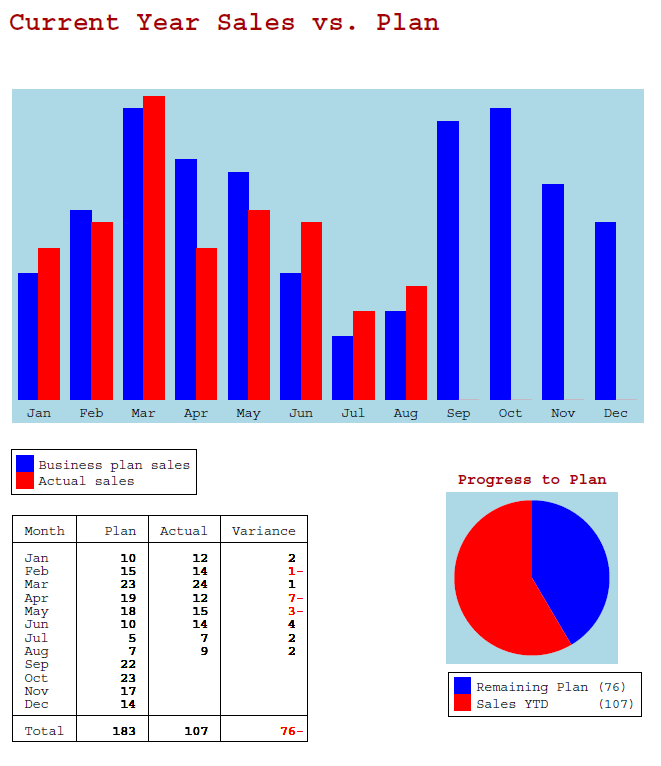 Current Year Sales vs. Plan
Jan Feb Mar Apr May Jun Jul Aug Sep Oct Nov Dec
Business plan sales
Actual sales
Month Plan Actual Variance
Jan 10 12 2
Feb 15 14 1-
Mar 23 24 1
Apr 19 12 7-
May 18 15 3-
Jun 10 14 4
Jul 5 7 2
Aug 7 9 2
Sep 22
Oct 23
Nov 17
Dec 14
Total 183 107 76-
Progress to Plan
Remaining Plan (76)
Sales YTD (107)